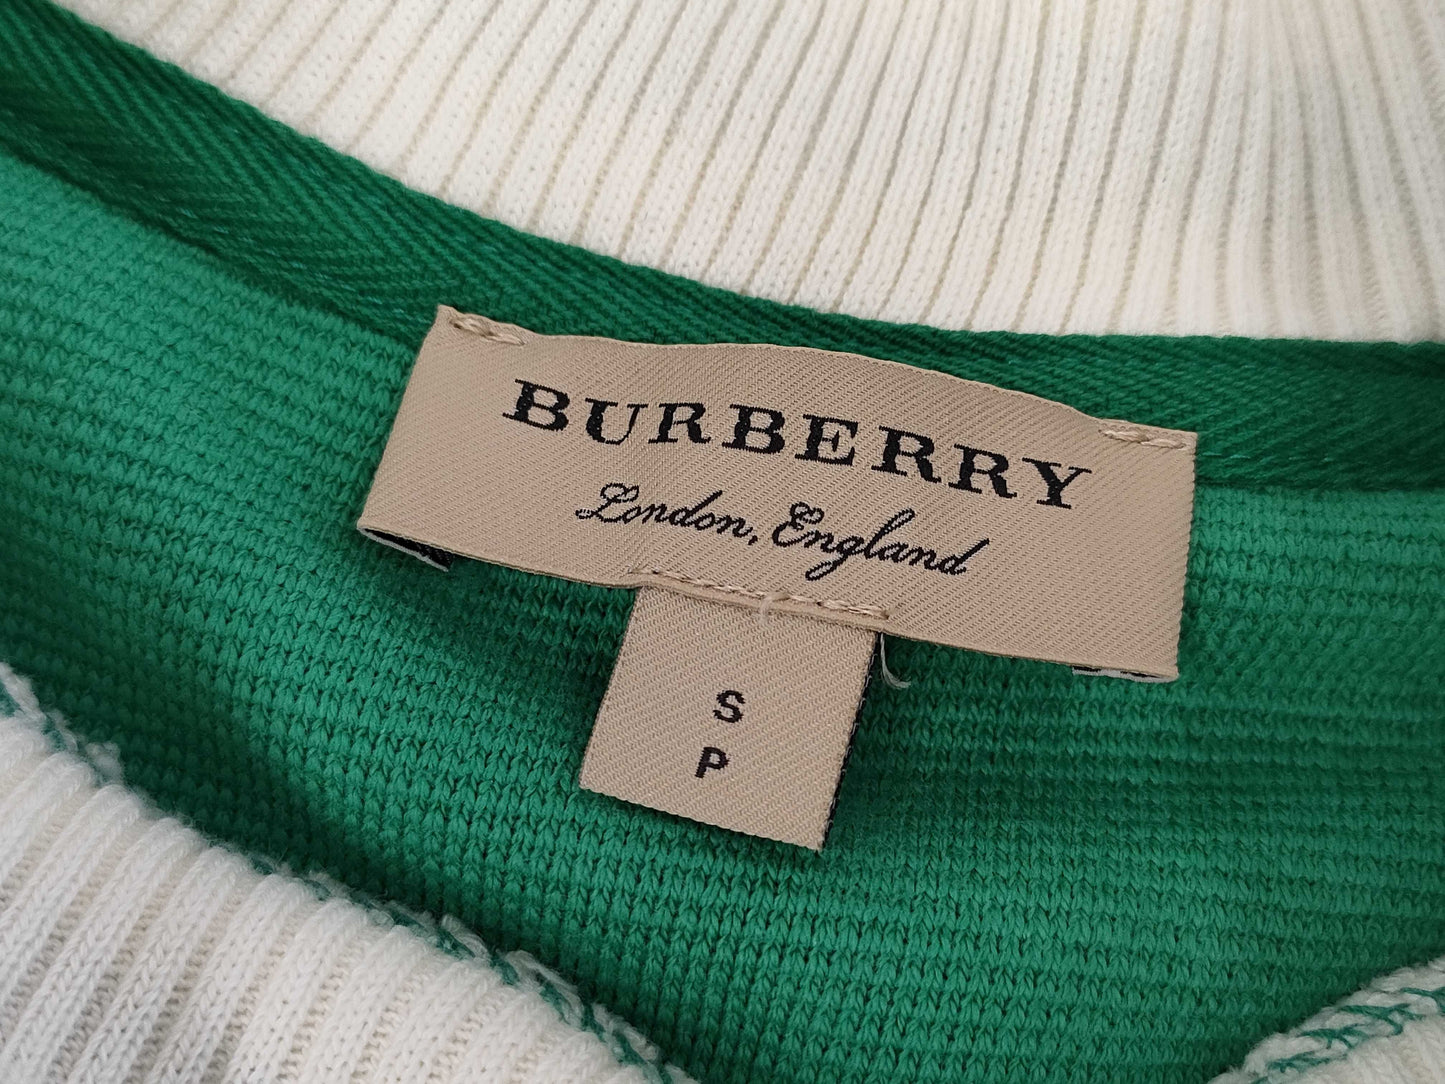 BURBERRY
London, England
S
P